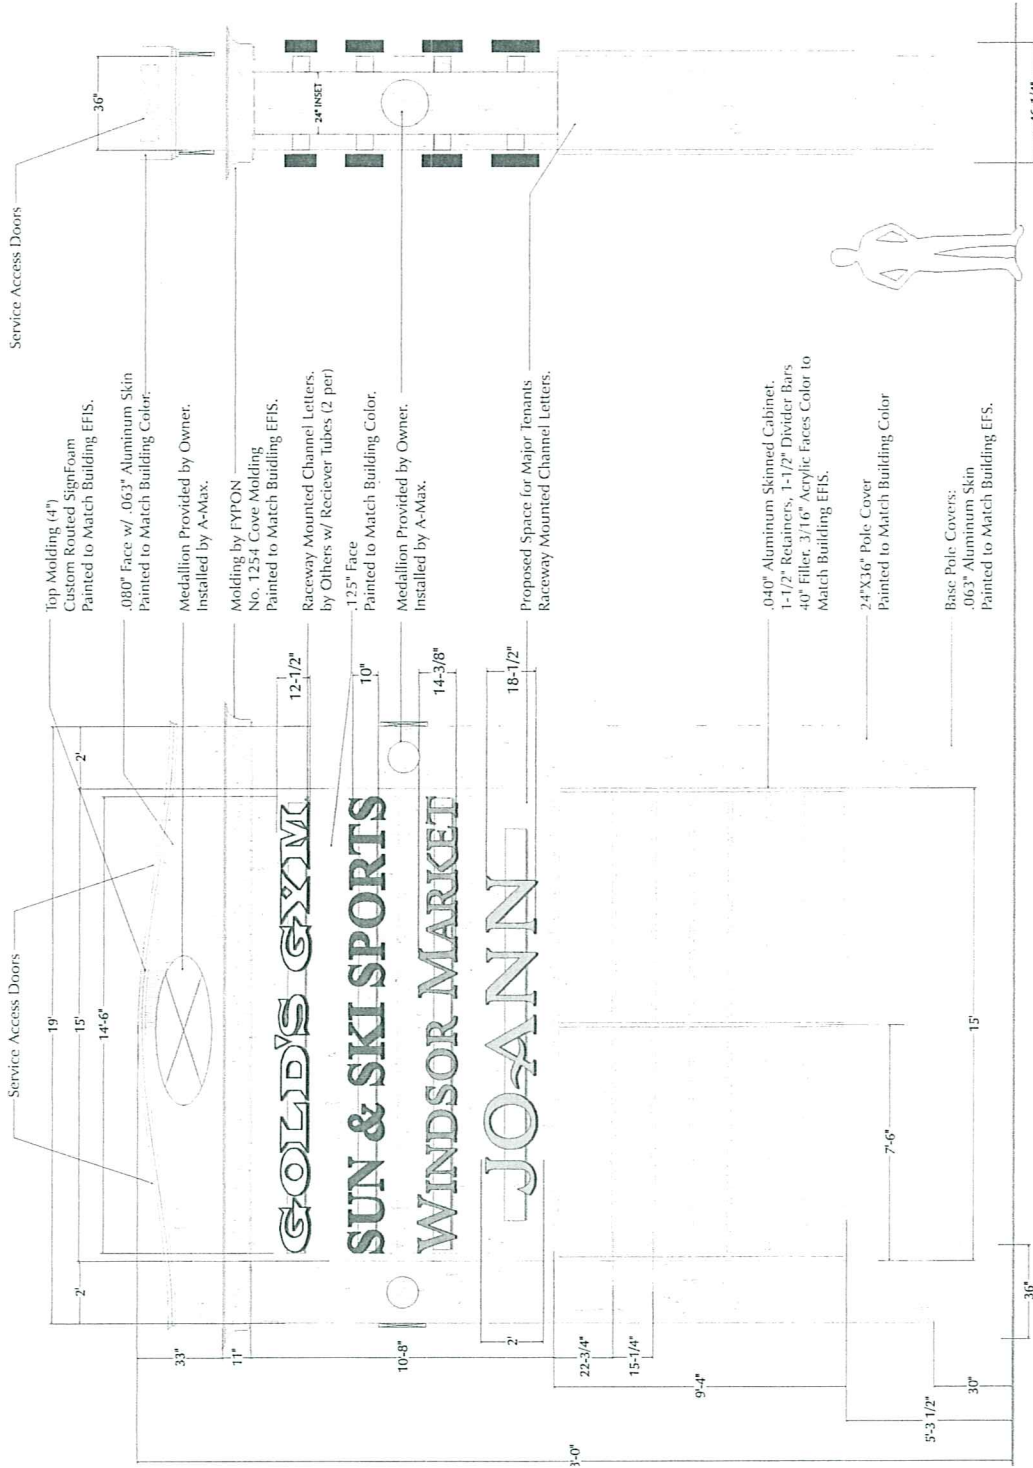 Service Access Doors
Service Access Doors
19'
15'
14'-6"
2'
2'
36"
24" INSET
Top Molding (4")
Custom Routed SignFoam
Painted to Match Building EFIS.
.080" Face w/ .063" Aluminum Skin
Painted to Match Building Color.
Medallion Provided by Owner.
Installed by A-Max.
Molding by FYPON
No. 1254 Cove Molding
Painted to Match Buidling EFIS.
Raceway Mounted Channel Letters.
by Others w/ Reciever Tubes (2 per)
.125" Face
Painted to Match Building Color.
Medallion Provided by Owner.
Installed by A-Max.
Proposed Space for Major Tenants
Raceway Mounted Channel Letters.
.040" Aluminum Skinned Cabinet.
1-1/2" Retainers, 1-1/2" Divider Bars
40" Filler. 3/16" Acrylic Faces Color to
Match Building EFIS.
24"X36" Pole Cover
Painted to Match Building Color
Base Pole Covers:
.063" Aluminum Skin
Painted to Match Building EFS.
GOLD'S GYM
SUN & SKI SPORTS
WINDSOR MARKET
JO-ANN
12-1/2"
10"
14-3/8"
18-1/2"
33"
11"
10'-8"
2'
22-3/4"
15-1/4"
9'-4"
5'-3 1/2"
30"
7'-6"
15'
36"